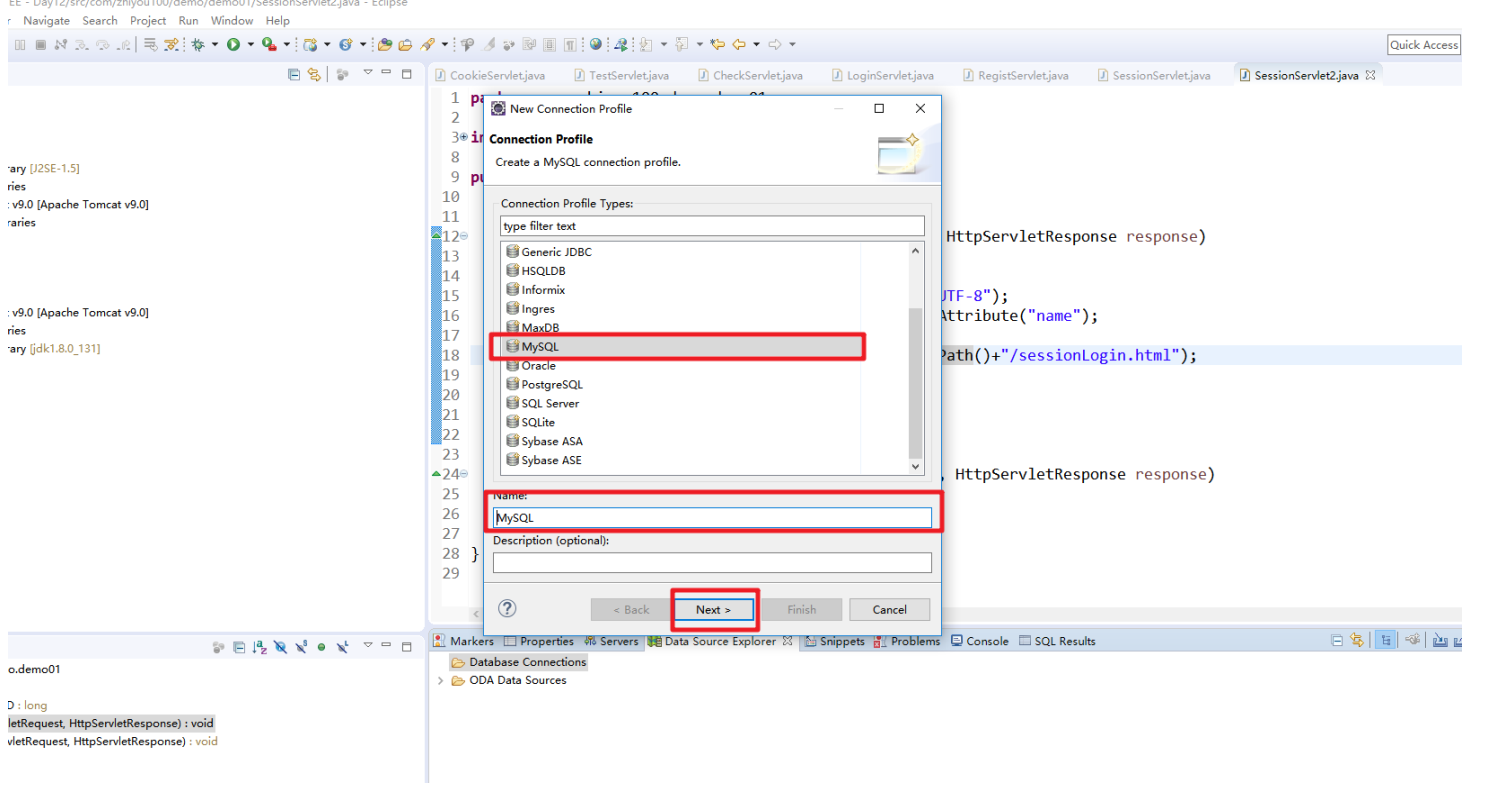 EE - Day12/src/com/zhiyou100/demo/demo01/SessionServlet2.java - Eclipse
Navigate Search Project Run Window Help
Quick Access
CookieServlet.java TestServlet.java CheckServlet.java LoginServlet.java RegistServlet.java SessionServlet.java SessionServlet2.java
rary [J2SE-1.5]
ries
: v9.0 [Apache Tomcat v9.0]
raries
: v9.0 [Apache Tomcat v9.0]
ries
rary [jdk1.8.0_131]
1 pa
2
3 im
8
9 pu
10
11
12 HttpServletResponse response)
13
14
15 UTF-8");
16 Attribute("name");
17
18 Path()+"/sessionLogin.html");
19
20
21
22
23
24 , HttpServletResponse response)
25
26
27
28 }
29
New Connection Profile
Connection Profile
Create a MySQL connection profile.
Connection Profile Types:
type filter text
Generic JDBC
HSQLDB
Informix
Ingres
MaxDB
MySQL
Oracle
PostgreSQL
SQL Server
SQLite
Sybase ASA
Sybase ASE
Name:
MySQL
Description (optional):
< Back Next > Finish Cancel
Markers Properties Servers Data Source Explorer Snippets Problems Console SQL Results
Database Connections
ODA Data Sources
o.demo01
D : long
letRequest, HttpServletResponse) : void
vletRequest, HttpServletResponse) : void